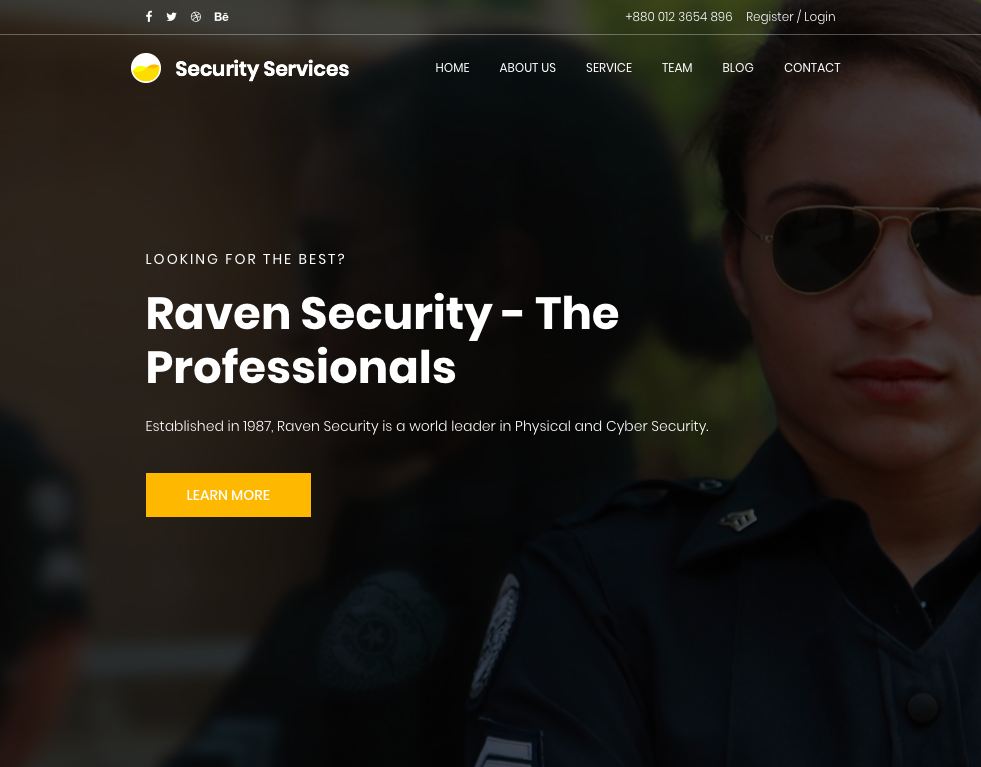 Bē
+880 012 3654 896 Register / Login
Security Services
HOME ABOUT US SERVICE TEAM BLOG CONTACT
LOOKING FOR THE BEST?
Raven Security - The
Professionals
Established in 1987, Raven Security is a world leader in Physical and Cyber Security.
LEARN MORE